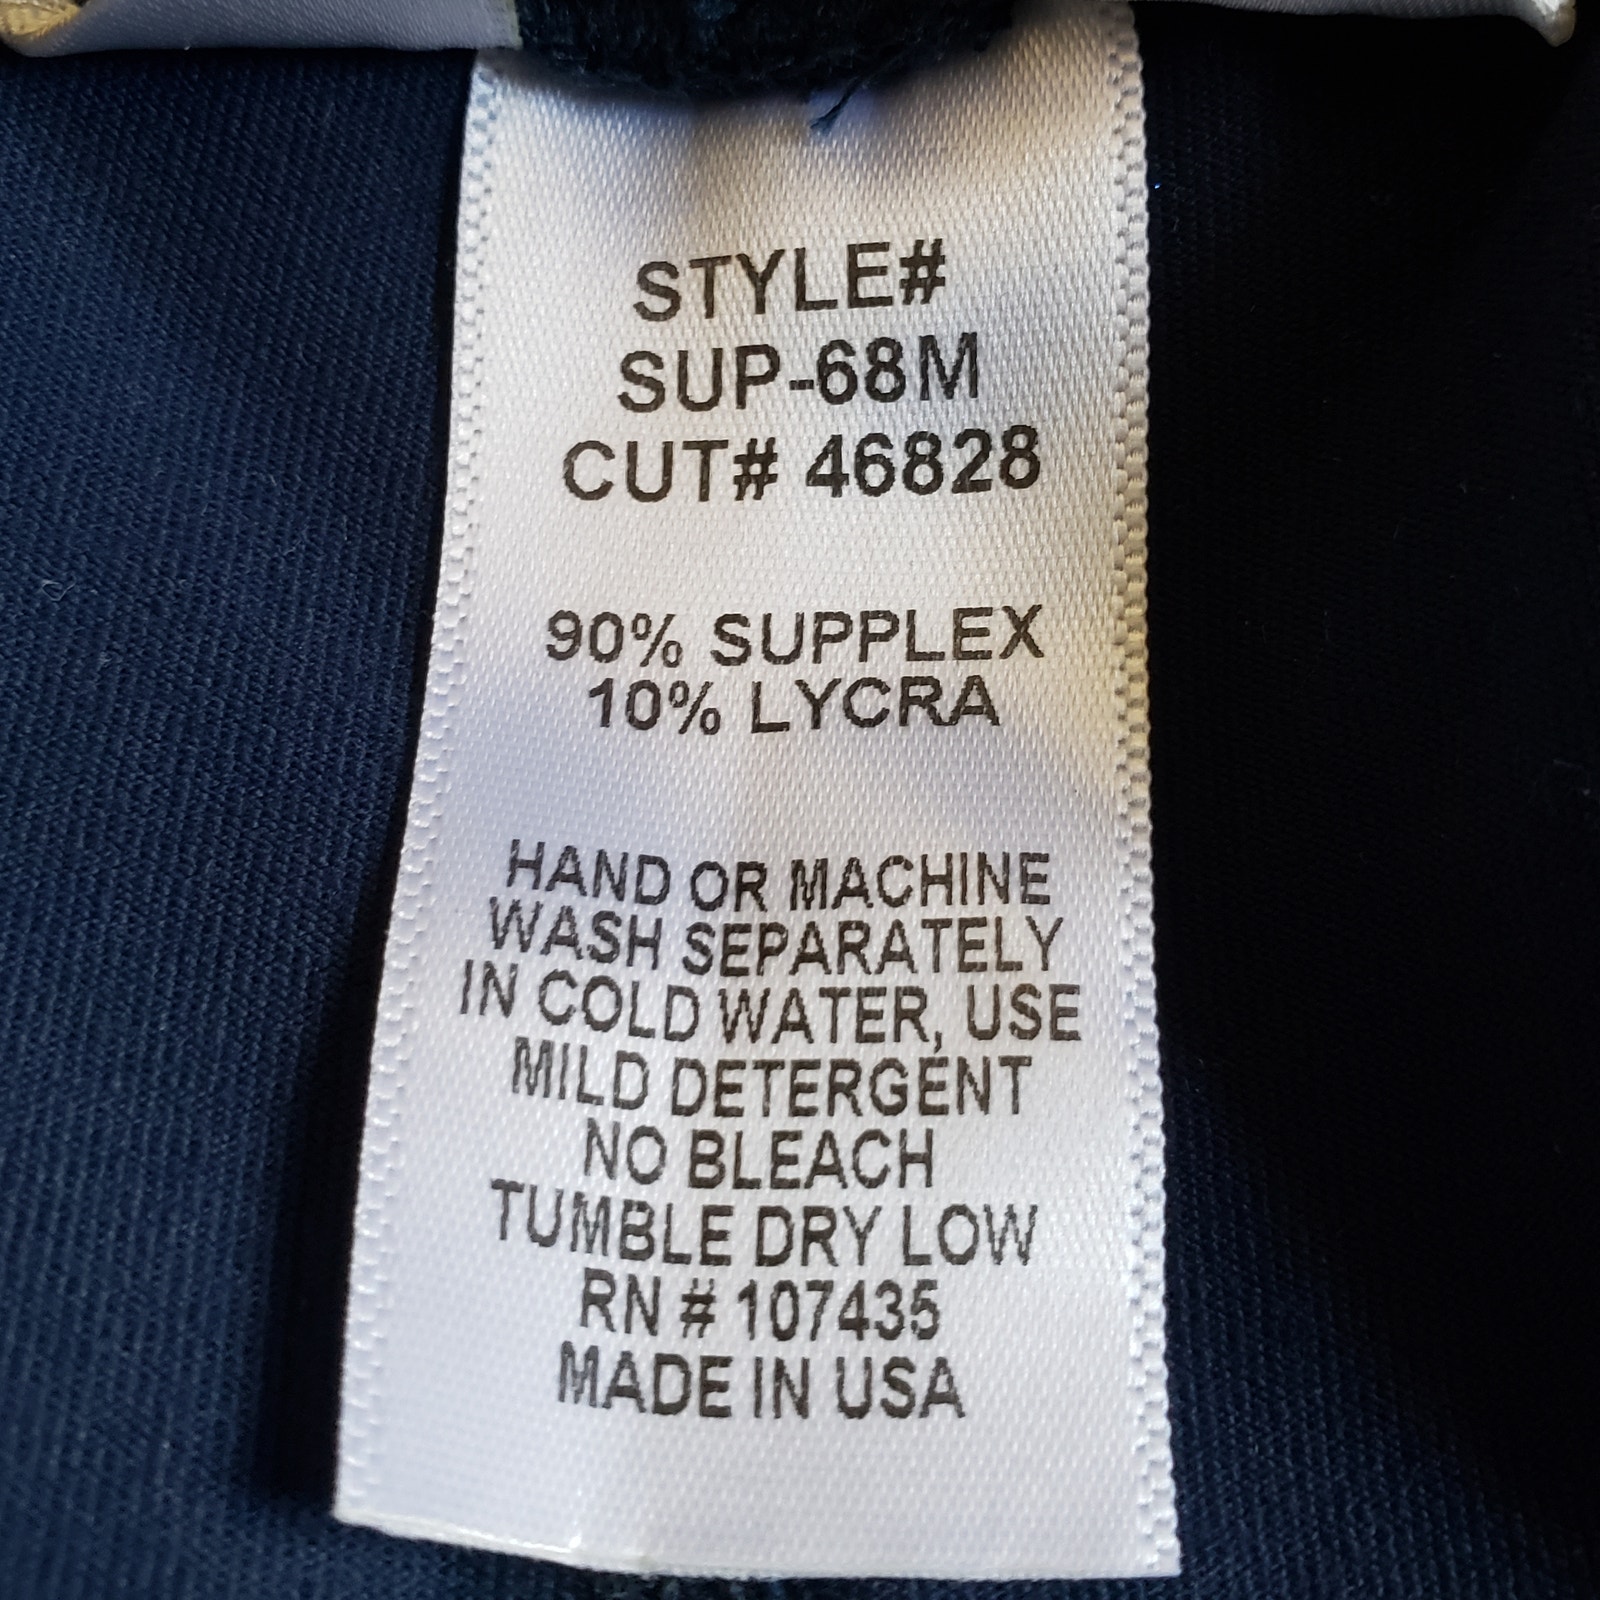 STYLE#
SUP-68M
CUT# 46828
90% SUPPLEX
10% LYCRA
HAND OR MACHINE
WASH SEPARATELY
IN COLD WATER, USE
MILD DETERGENT
NO BLEACH
TUMBLE DRY LOW
RN # 107435
MADE IN USA